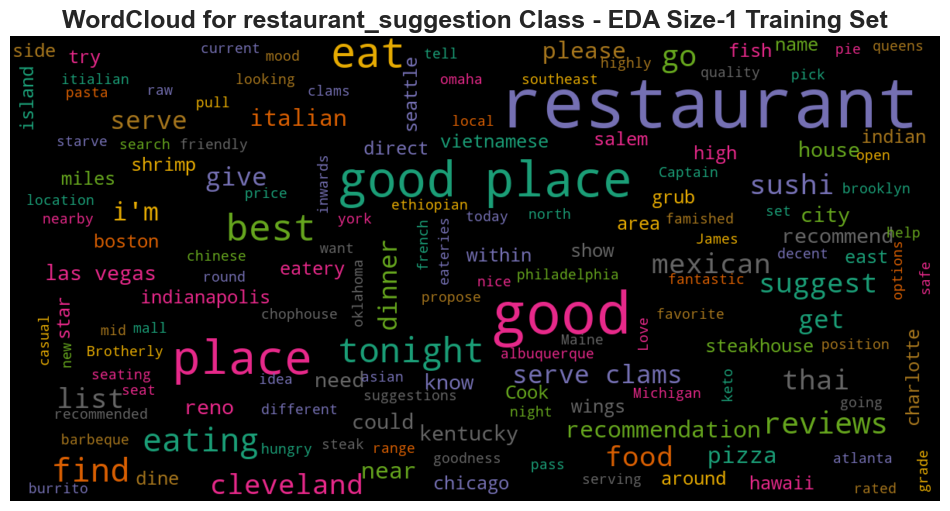 WordCloud for restaurant_suggestion Class - EDA Size-1 Training Set
side try current mood eat tell please highly go fish name pie queens
itialian looking seattle omaha southeast quality pick
island pasta raw clams pull restaurant
serve italian local salem indian
starve search friendly direct vietnamese high house open
shrimp good place Captain
miles give inwards sushi brooklyn
location price ethiopian grub
nearby i'm best york today north area famished set city help
boston want french eateries James recommend
chinese dinner within show decent east options safe
las vegas round eatery nice philadelphia mexican fantastic suggest
indianapolis oklahoma propose
star chophouse good favorite get
casual new mid mall Maine Love position
Brotherly place tonight albuquerque steakhouse
seating seat idea need asian know serve clams Michigan keto thai charlotte
list suggestions Cook going
recommended reno different could night wings reviews
barbeque eating hungry steak range kentucky recommendation
find dine near goodness pass food pizza atlanta grade
burrito cleveland chicago serving around hawaii rated